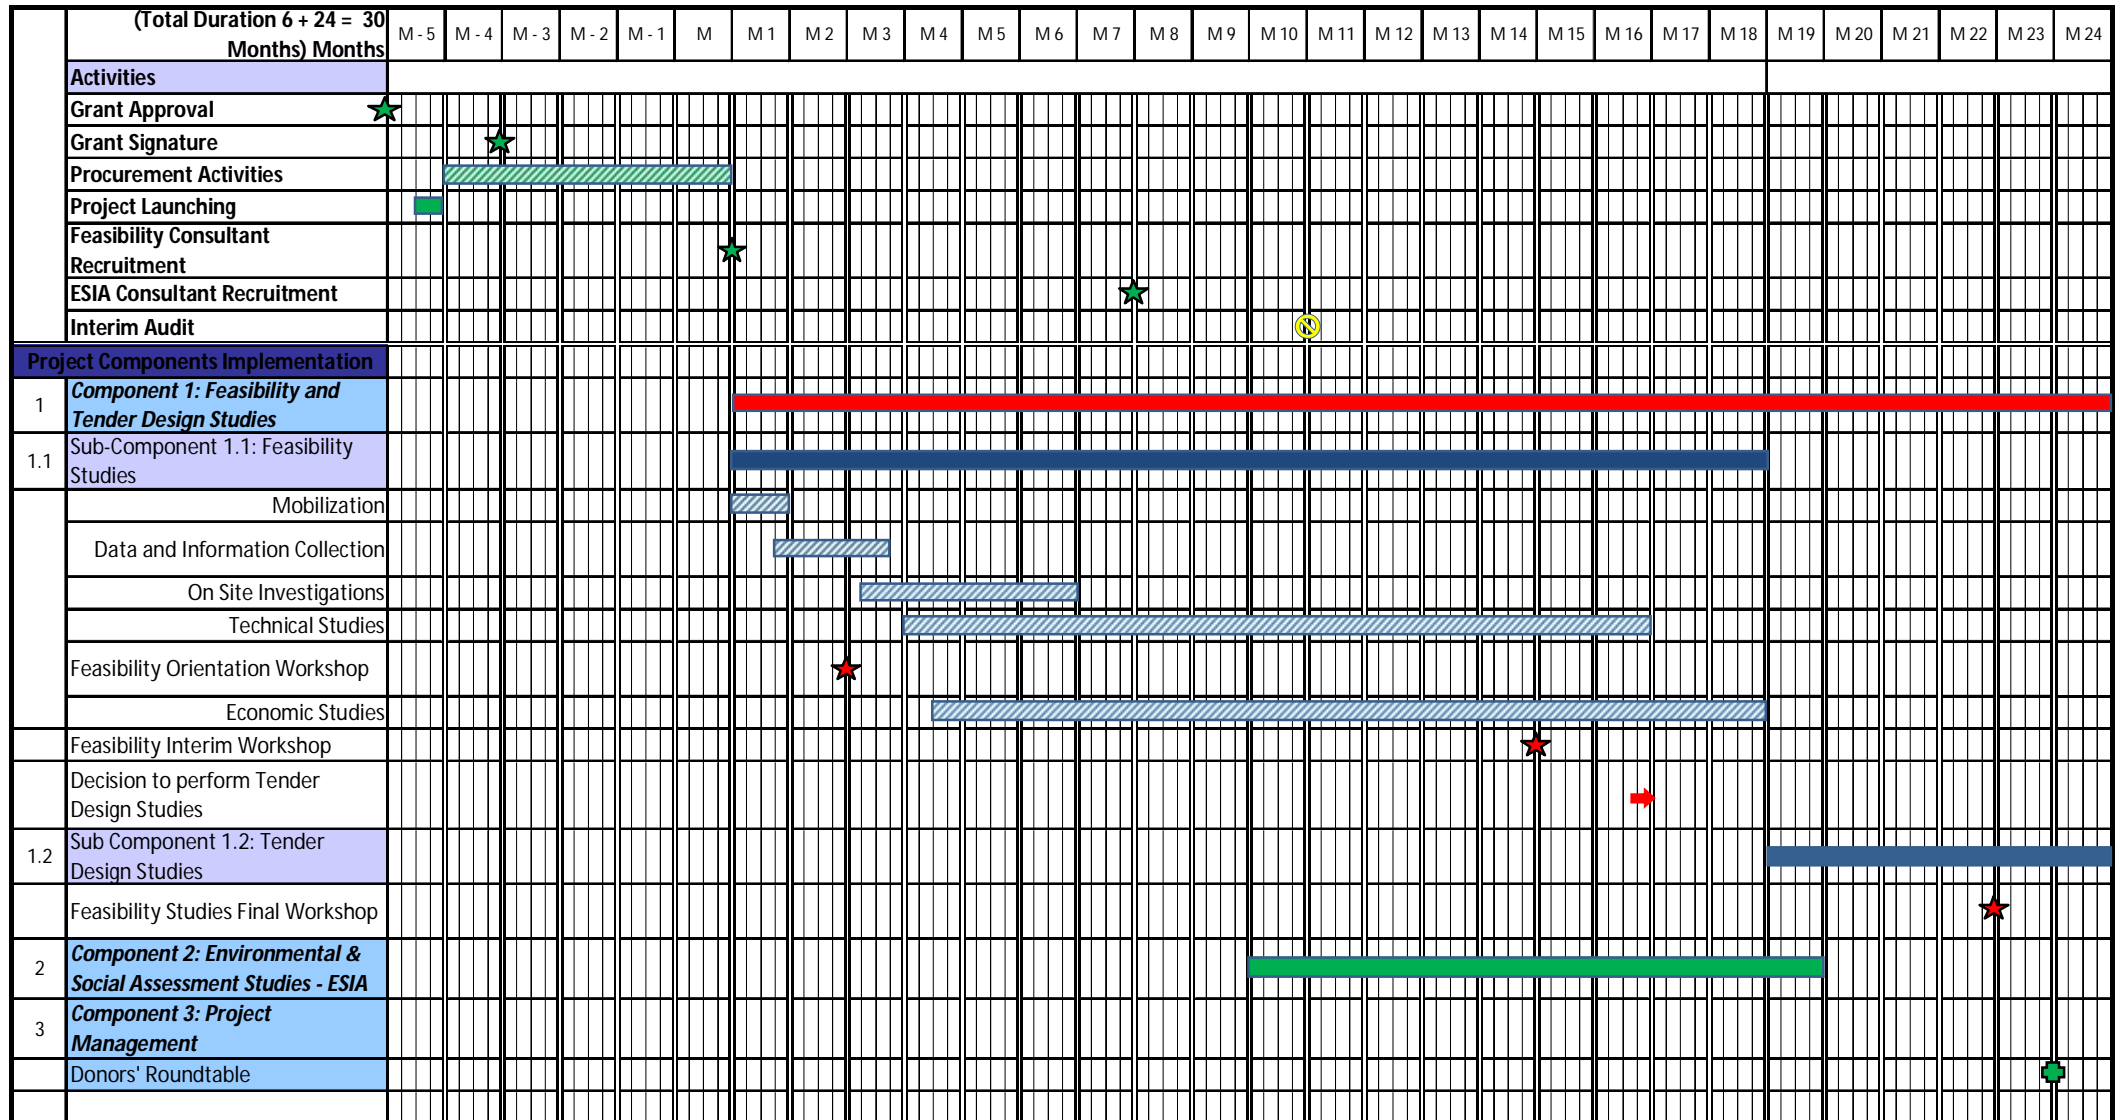 (Total Duration 6 + 24 = 30
Months) Months
M - 5 M - 4 M - 3 M - 2 M - 1 M M 1 M 2 M 3 M 4 M 5 M 6 M 7 M 8 M 9 M 10 M 11 M 12 M 13 M 14 M 15 M 16 M 17 M 18 M 19 M 20 M 21 M 22 M 23 M 24
Activities
Grant Approval
Grant Signature
Procurement Activities
Project Launching
Feasibility Consultant
Recruitment
ESIA Consultant Recruitment
Interim Audit
Project Components Implementation
1 Component 1: Feasibility and
Tender Design Studies
1.1 Sub-Component 1.1: Feasibility
Studies
Mobilization
Data and Information Collection
On Site Investigations
Technical Studies
Feasibility Orientation Workshop
Economic Studies
Feasibility Interim Workshop
Decision to perform Tender
Design Studies
1.2 Sub Component 1.2: Tender
Design Studies
Feasibility Studies Final Workshop
2 Component 2: Environmental &
Social Assessment Studies - ESIA
3 Component 3: Project
Management
Donors' Roundtable